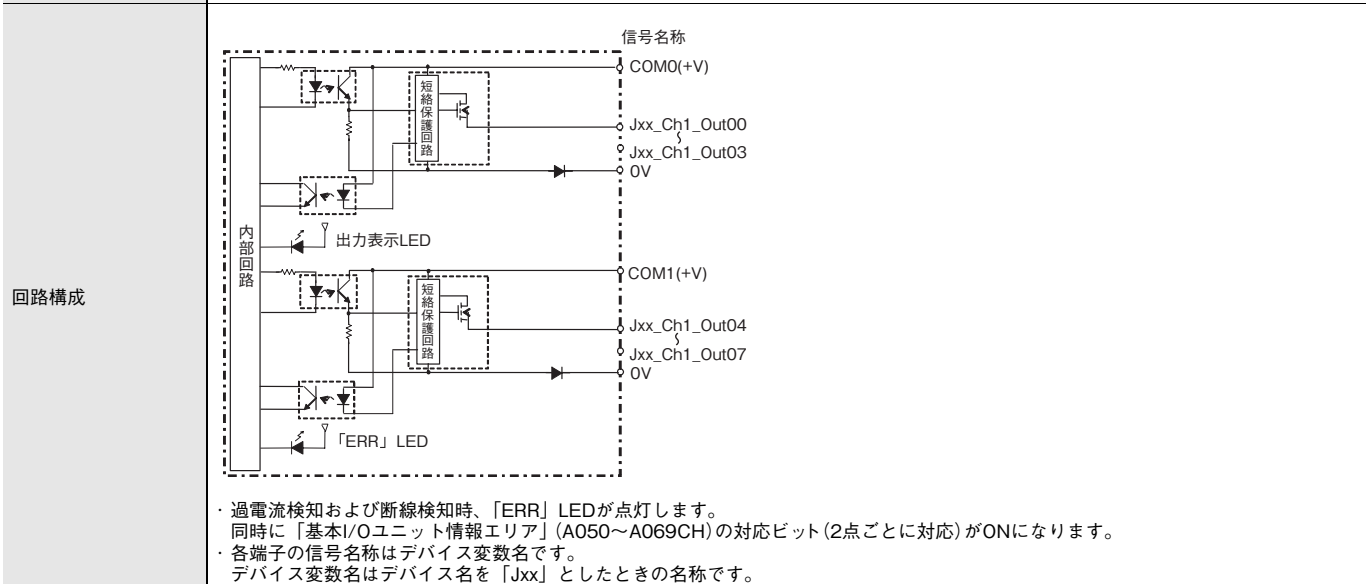 回路構成
信号名称
COM0(+V)
短絡保護回路
Jxx_Ch1_Out00
~
Jxx_Ch1_Out03
0V
内部回路
出力表示LED
COM1(+V)
短絡保護回路
Jxx_Ch1_Out04
~
Jxx_Ch1_Out07
0V
「ERR」LED
・過電流検知および断線検知時、「ERR」LEDが点灯します。
同時に「基本I/Oユニット情報エリア」(A050～A069CH)の対応ビット(2点ごとに対応)がONになります。
・各端子の信号名称はデバイス変数名です。
デバイス変数名はデバイス名を「Jxx」としたときの名称です。